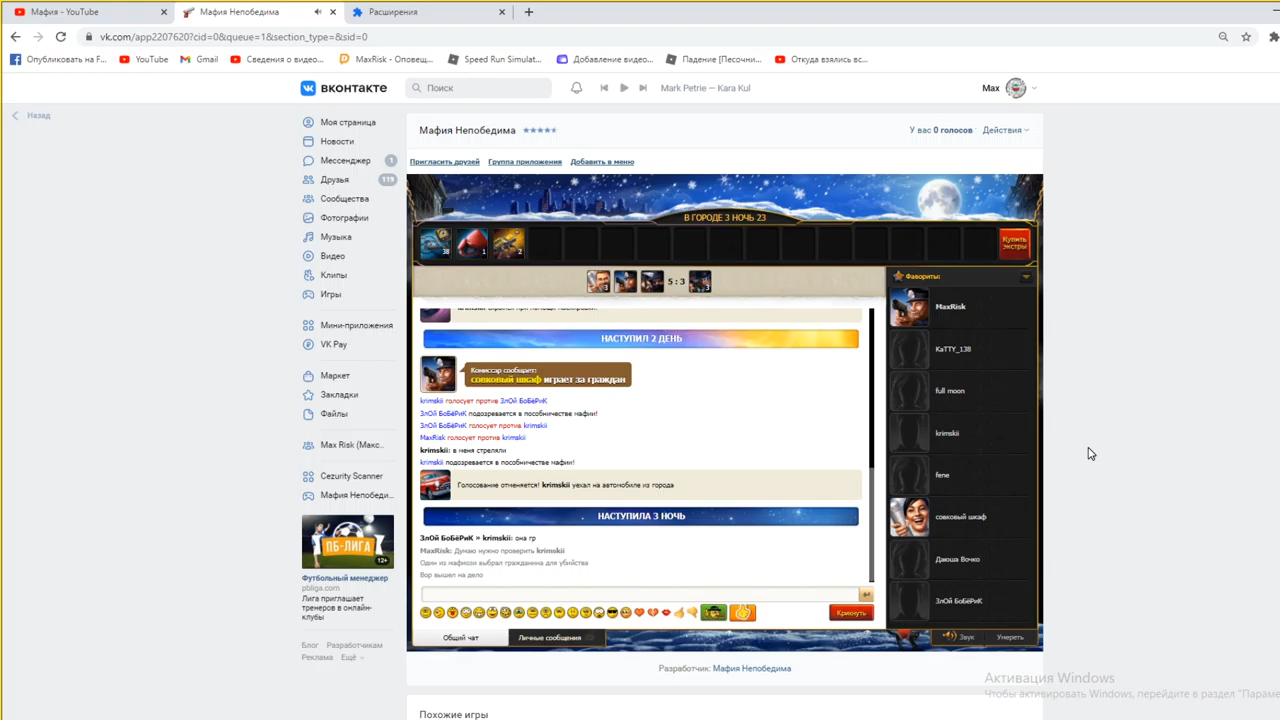 Мафия - YouTube
Мафия Непобедима
Расширения
vk.com/app2207620?cid=0&queue=1&section_type=&sid=0
Опубликовать на F...
YouTube
Gmail
Сведения о видео...
MaxRisk - Оповещ...
Speed Run Simulat...
Добавление видео...
Падение [Песочни...
Откуда взялись вс...
вконтакте
Поиск
Mark Petrie — Kara Kul
Max
Назад
Моя страница
Новости
Мессенджер 1
Друзья 119
Сообщества
Фотографии
Музыка
Видео
Клипы
Игры
Мини-приложения
VK Pay
Маркет
Закладки
Файлы
Max Risk (Макс...
Cezurity Scanner
Мафия Непобеди...
ПБ-ЛИГА
12+
Футбольный менеджер
pbliga.com
Лига приглашает
тренеров в онлайн-
клубы
Блог Разработчикам
Реклама Ещё
Мафия Непобедима
У вас 0 голосов
Действия
Пригласить друзей
Группа приложения
Добавить в меню
В ГОРОДЕ 3 НОЧЬ 23
38
1
2
Купить
экстры
3
5 : 3
3
НАСТУПИЛ 2 ДЕНЬ
Комиссар сообщает:
совковый шкаф играет за граждан
krimskii голосует против ЗлОй БоБёРиК
ЗлОй БоБёРиК подозревается в пособничестве мафии!
ЗлОй БоБёРиК голосует против krimskii
MaxRisk голосует против krimskii
krimskii: в меня стреляли
krimskii подозревается в пособничестве мафии!
Голосование отменяется! krimskii уехал на автомобиле из города
НАСТУПИЛА 3 НОЧЬ
ЗлОй БоБёРиК » krimskii: она гр
MaxRisk: Думаю нужно проверить krimskii
Один из мафиози выбрал гражданина для убийства
Вор вышел на дело
Крикнуть
Общий чат
Личные сообщения
Фавориты:
MaxRisk
KaTTY_138
full moon
krimskii
fene
совковый шкаф
Даюша Вочко
ЗлОй БоБёРиК
Звук
Умереть
Разработчик: Мафия Непобедима
Похожие игры
Активация Windows
Чтобы активировать Windows, перейдите в раздел "Параме